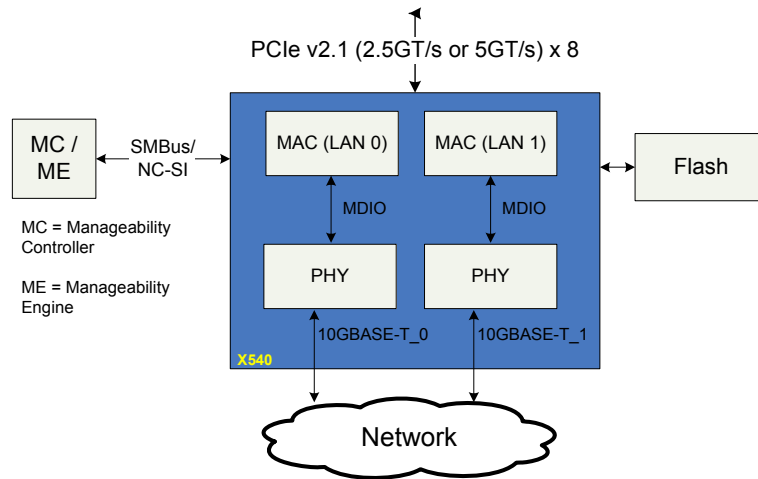 PCIe v2.1 (2.5GT/s or 5GT/s) x 8
MC /
ME
SMBus/
NC-SI
MAC (LAN 0)
MAC (LAN 1)
Flash
MDIO
MDIO
MC = Manageability
Controller
ME = Manageability
Engine
PHY
PHY
10GBASE-T_0
10GBASE-T_1
X540
Network